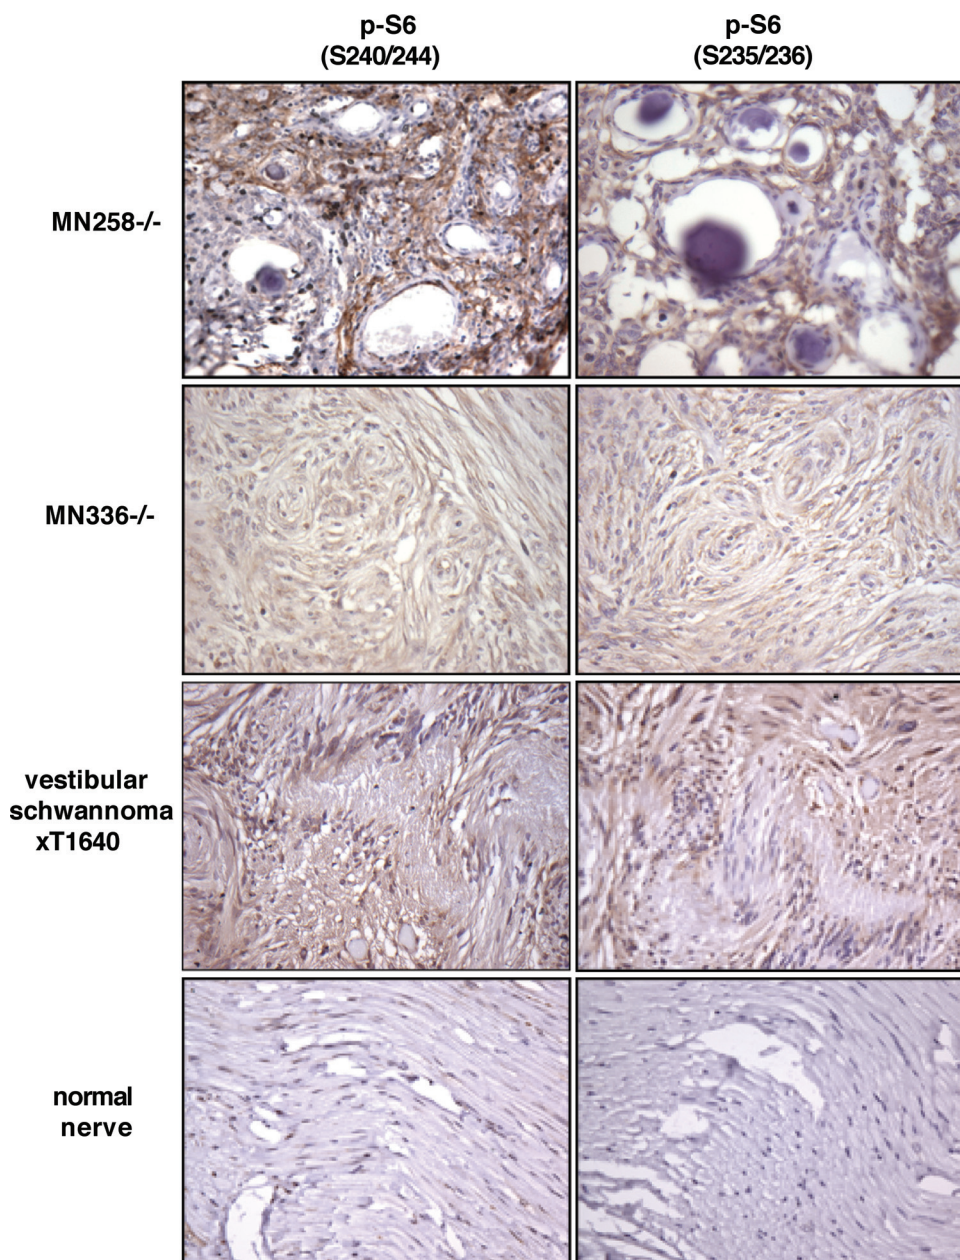 p-S6
(S240/244)
p-S6
(S235/236)
MN258-/-
MN336-/-
vestibular
schwannoma
xT1640
normal
nerve